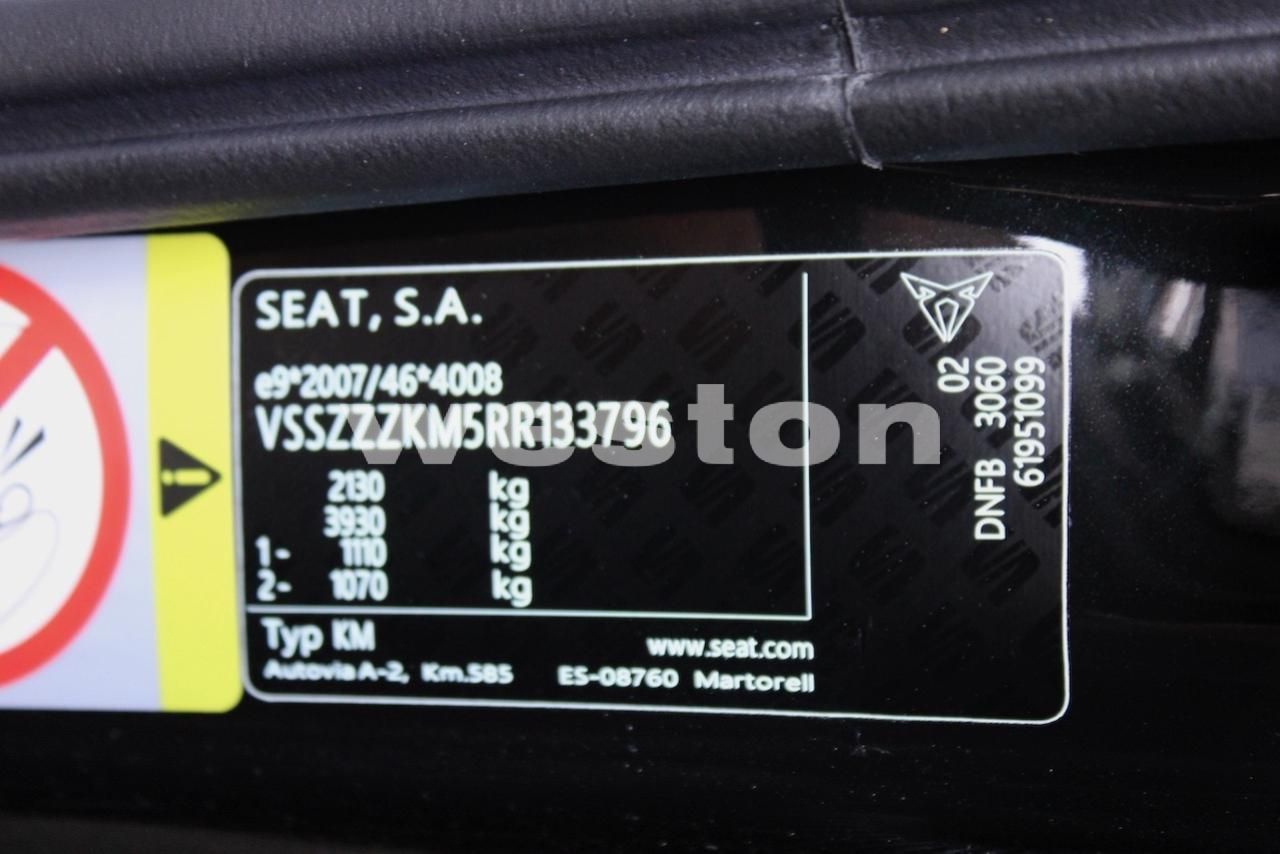 SEAT, S.A.
e9*2007/46*4008
VSSZZZKM5RR133796
weston
2130 kg
3930 kg
1- 1110 kg
2- 1070 kg
Typ KM
www.seat.com
Autovia A-2, Km.585 ES-08760 Martorell
02
DNFB 3060
61951099